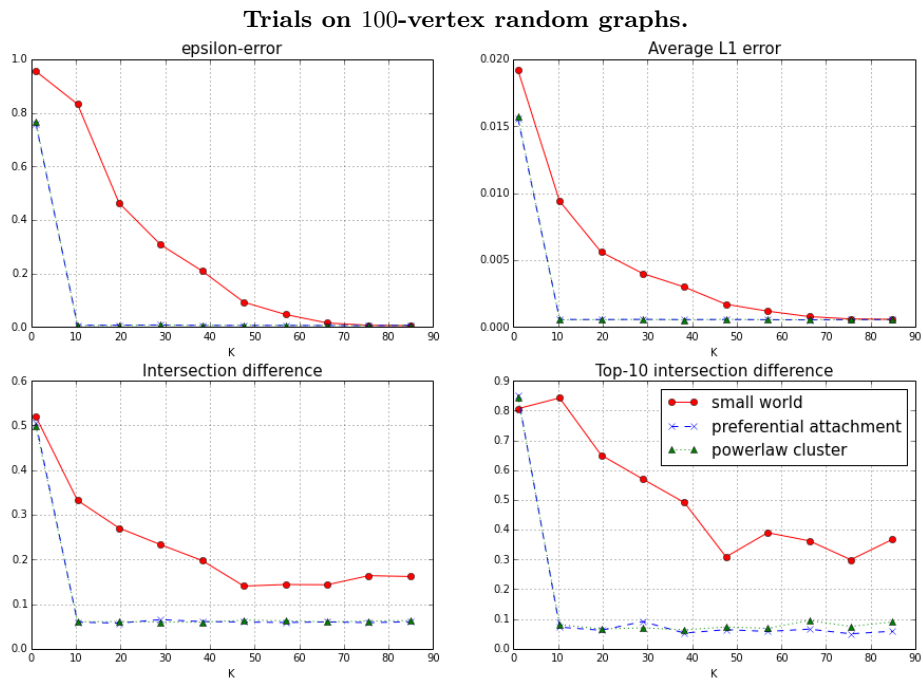 Trials on 100-vertex random graphs.
epsilon-error
1.0
0.8
0.6
0.4
0.2
0.0
0 10 20 30 40 50 60 70 80 90
K
Average L1 error
0.020
0.015
0.010
0.005
0.000
0 10 20 30 40 50 60 70 80 90
K
Intersection difference
0.6
0.5
0.4
0.3
0.2
0.1
0.0
0 10 20 30 40 50 60 70 80 90
K
Top-10 intersection difference
0.9
0.8
0.7
0.6
0.5
0.4
0.3
0.2
0.1
0.0
0 10 20 30 40 50 60 70 80 90
K
small world
preferential attachment
powerlaw cluster